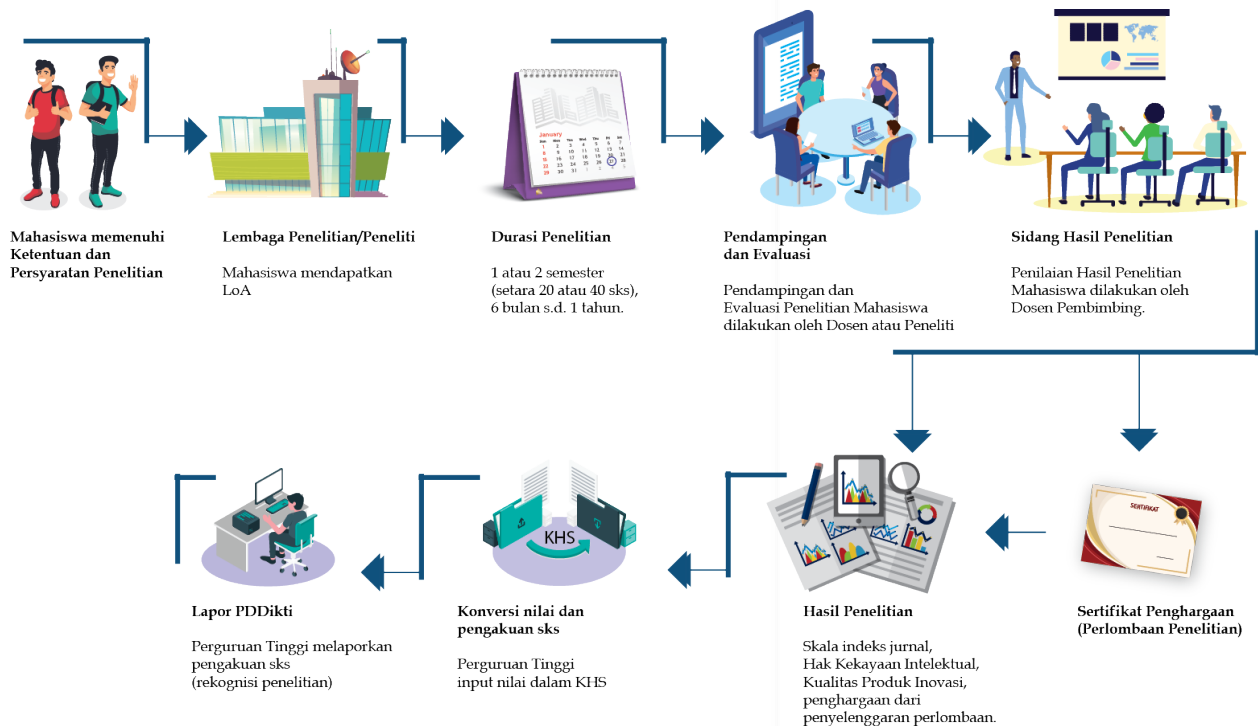 Mahasiswa memenuhi
Ketentuan dan
Persyaratan Penelitian
Lembaga Penelitian/Peneliti
Mahasiswa mendapatkan
LoA
January
Durasi Penelitian
1 atau 2 semester
(setara 20 atau 40 sks),
6 bulan s.d. 1 tahun.
Pendampingan
dan Evaluasi
Pendampingan dan
Evaluasi Penelitian Mahasiswa
dilakukan oleh Dosen atau Peneliti
Sidang Hasil Penelitian
Penilaian Hasil Penelitian
Mahasiswa dilakukan oleh
Dosen Pembimbing.
SERTIFIKAT
Sertifikat Penghargaan
(Perlombaan Penelitian)
Hasil Penelitian
Skala indeks jurnal,
Hak Kekayaan Intelektual,
Kualitas Produk Inovasi,
penghargaan dari
penyelenggaran perlombaan.
KHS
Konversi nilai dan
pengakuan sks
Perguruan Tinggi
input nilai dalam KHS
Lapor PDDikti
Perguruan Tinggi melaporkan
pengakuan sks
(rekognisi penelitian)